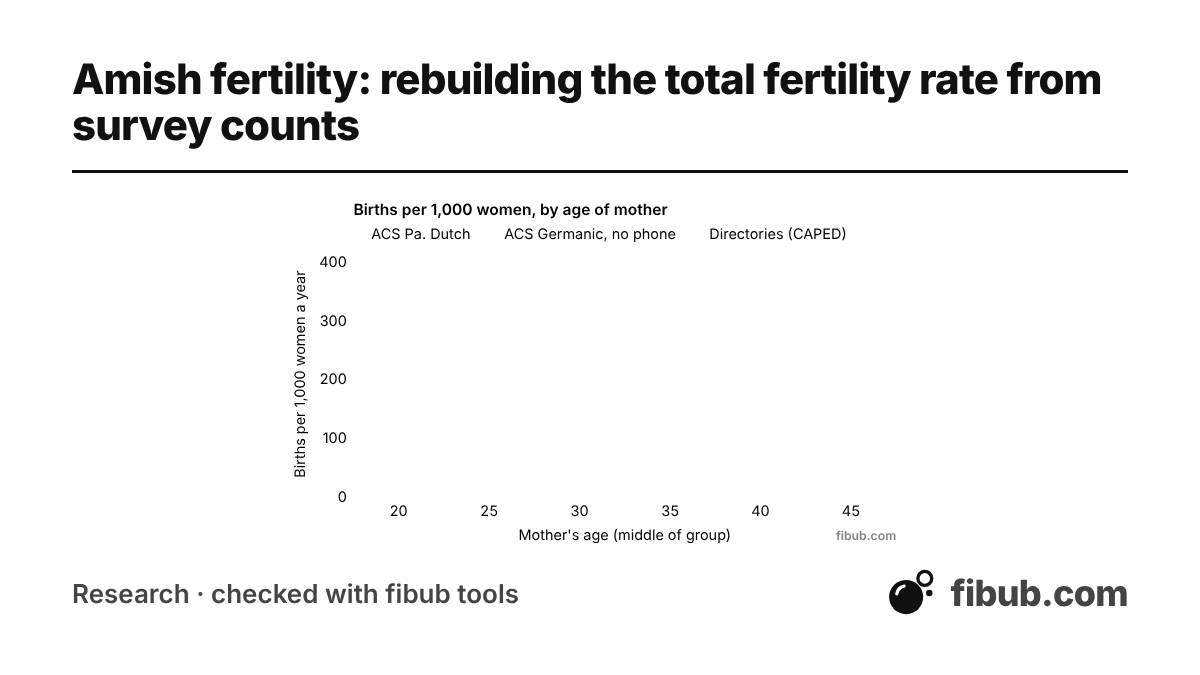 Amish fertility: rebuilding the total fertility rate from
survey counts
Births per 1,000 women, by age of mother
ACS Pa. Dutch ACS Germanic, no phone Directories (CAPED)
Births per 1,000 women a year
400
300
200
100
0
20 25 30 35 40 45
Mother's age (middle of group)
fibub.com
Research · checked with fibub tools
fibub.com